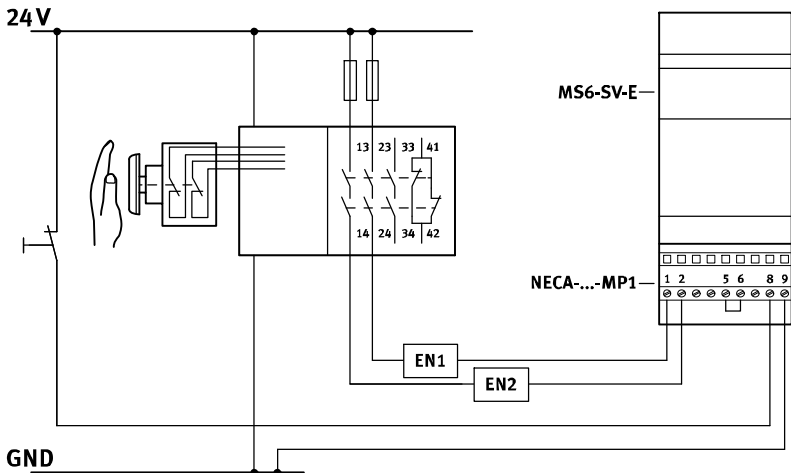 24 V
MS6-SV-E
13 23 33 41
14 24 34 42
NECA-...-MP1
1 2 5 6 8 9
EN1
EN2
GND